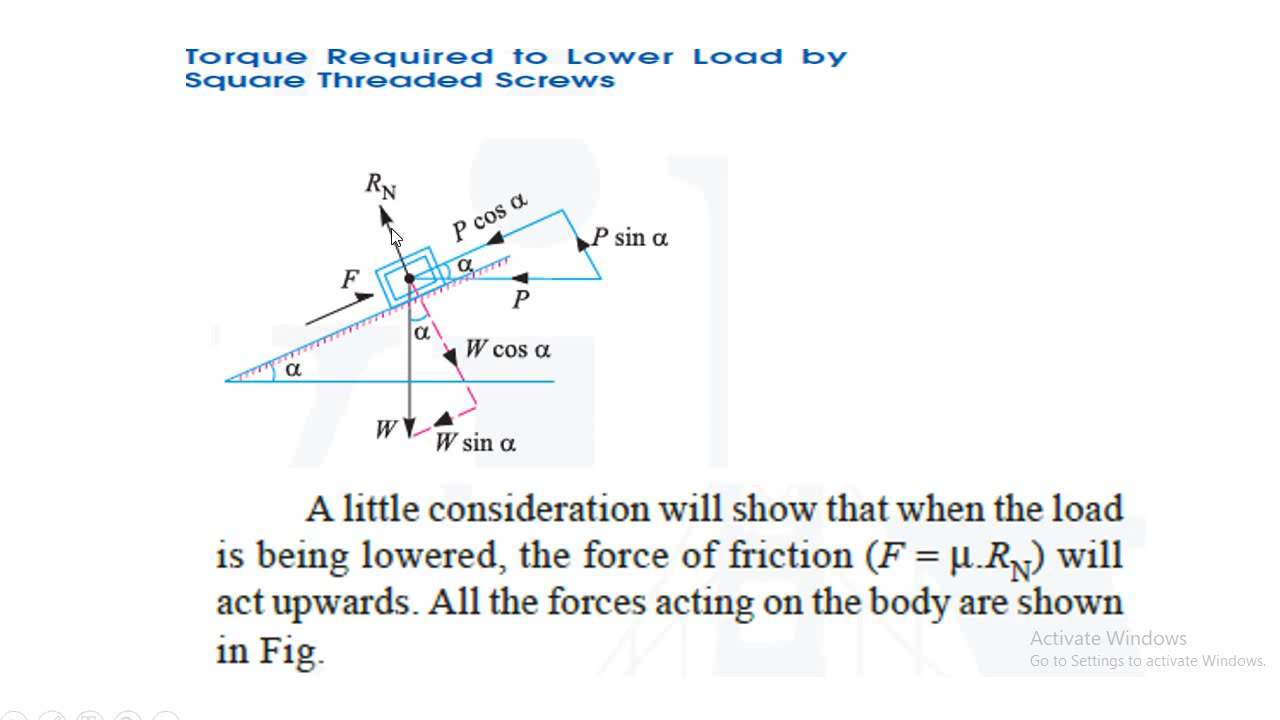 Torque Required to Lower Load by
Square Threaded Screws
R_N
P cos α
P sin α
F
α
P
α
W cos α
α
W
W sin α
A little consideration will show that when the load
is being lowered, the force of friction (F = μ.R_N) will
act upwards. All the forces acting on the body are shown
in Fig.
Activate Windows
Go to Settings to activate Windows.